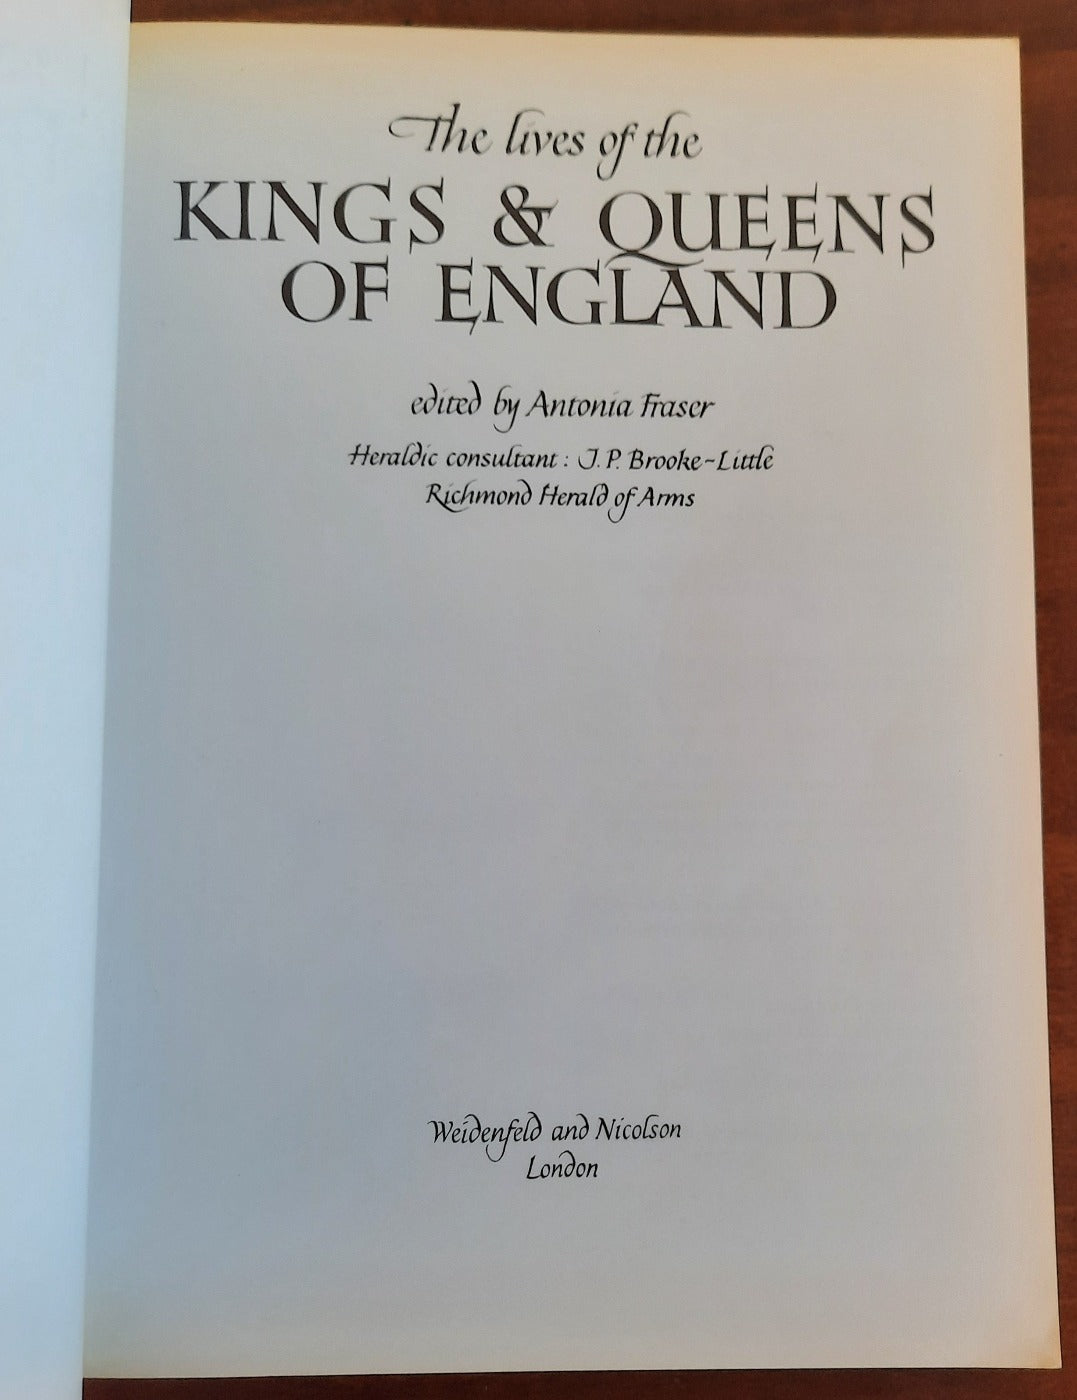 The lives of the
KINGS & QUEENS
OF ENGLAND
edited by Antonia Fraser
Heraldic consultant: J. P. Brooke-Little
Richmond Herald of Arms
Weidenfeld and Nicolson
London